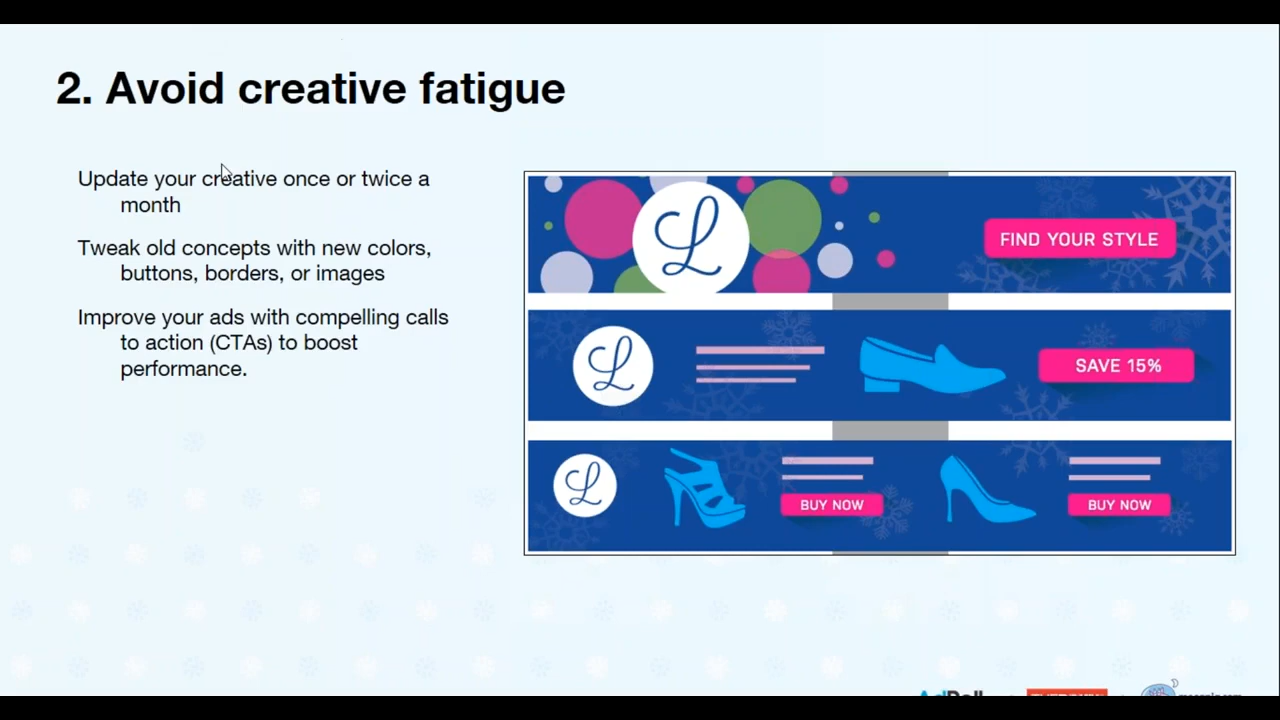 2. Avoid creative fatigue
Update your creative once or twice a
month
Tweak old concepts with new colors,
buttons, borders, or images
Improve your ads with compelling calls
to action (CTAs) to boost
performance.
L
FIND YOUR STYLE
L
SAVE 15%
L
BUY NOW
BUY NOW
AdRoll